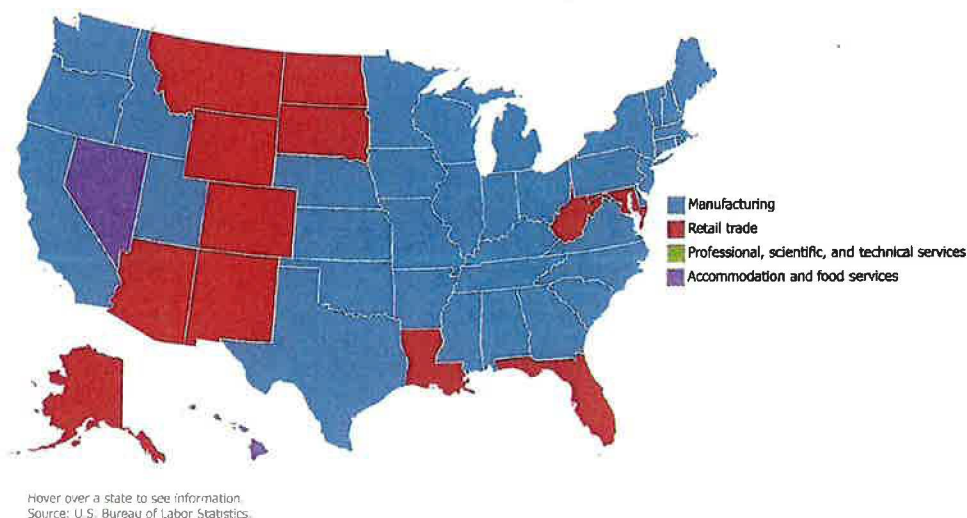 Manufacturing
Retail trade
Professional, scientific, and technical services
Accommodation and food services
Hover over a state to see information.
Source: U.S. Bureau of Labor Statistics.